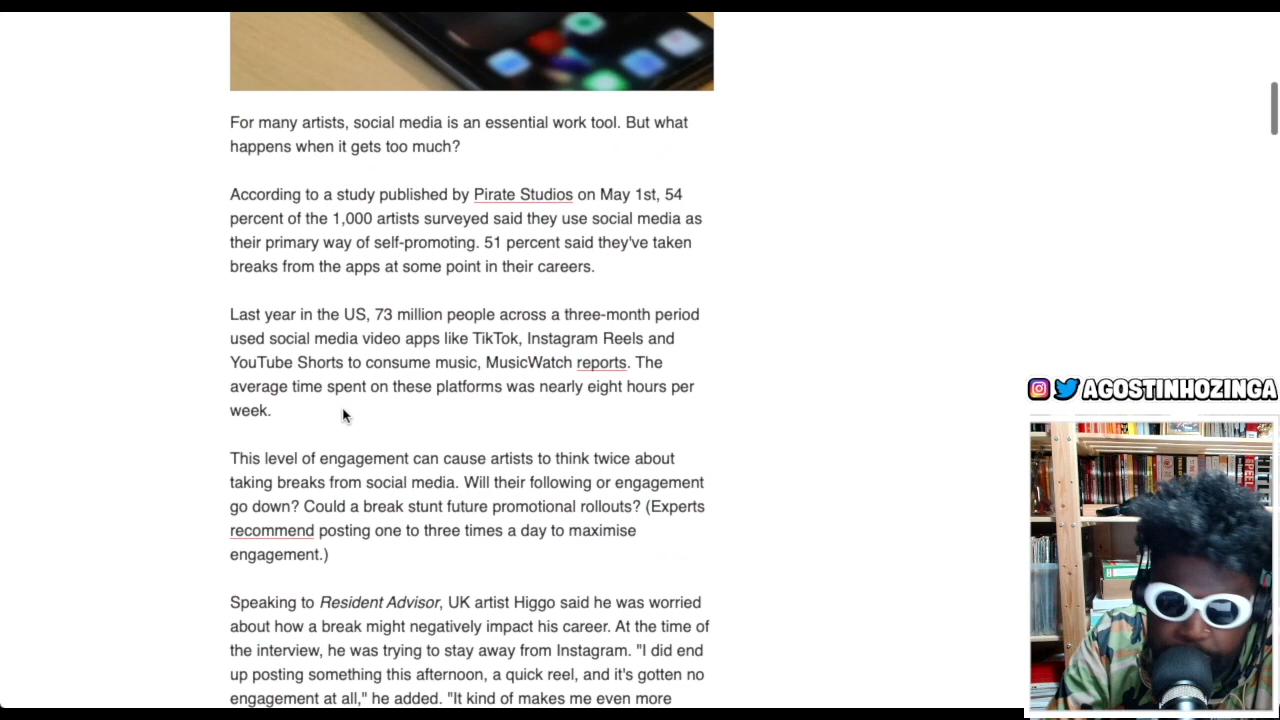 For many artists, social media is an essential work tool. But what
happens when it gets too much?
According to a study published by Pirate Studios on May 1st, 54
percent of the 1,000 artists surveyed said they use social media as
their primary way of self-promoting. 51 percent said they've taken
breaks from the apps at some point in their careers.
Last year in the US, 73 million people across a three-month period
used social media video apps like TikTok, Instagram Reels and
YouTube Shorts to consume music, MusicWatch reports. The
average time spent on these platforms was nearly eight hours per
week.
This level of engagement can cause artists to think twice about
taking breaks from social media. Will their following or engagement
go down? Could a break stunt future promotional rollouts? (Experts
recommend posting one to three times a day to maximise
engagement.)
Speaking to Resident Advisor, UK artist Higgo said he was worried
about how a break might negatively impact his career. At the time of
the interview, he was trying to stay away from Instagram. "I did end
up posting something this afternoon, a quick reel, and it's gotten no
engagement at all," he added. "It kind of makes me even more
AGOSTINHOZINGA
PEEL